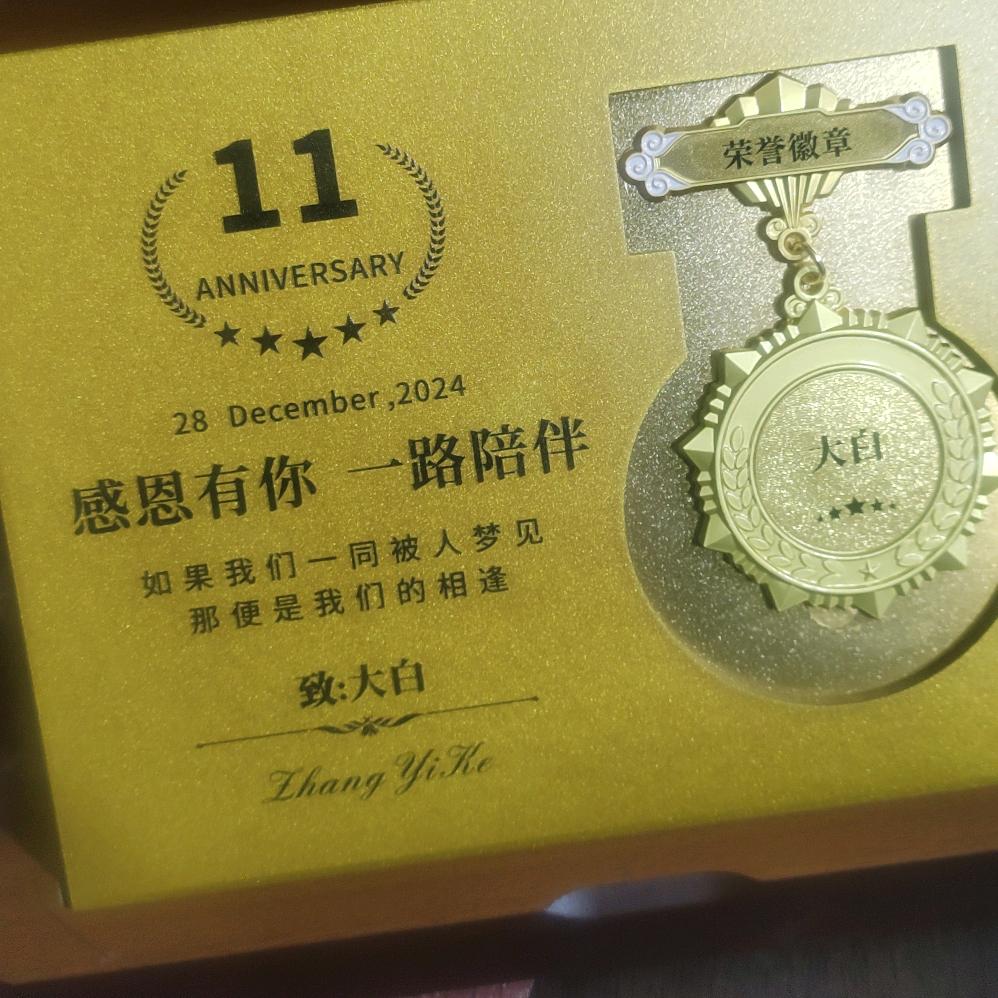 11
ANNIVERSARY
28 December,2024
感恩有你 一路陪伴
如果我们一同被人梦见
那便是我们的相逢
致:大白
Zhang YiKe
荣誉徽章
大白